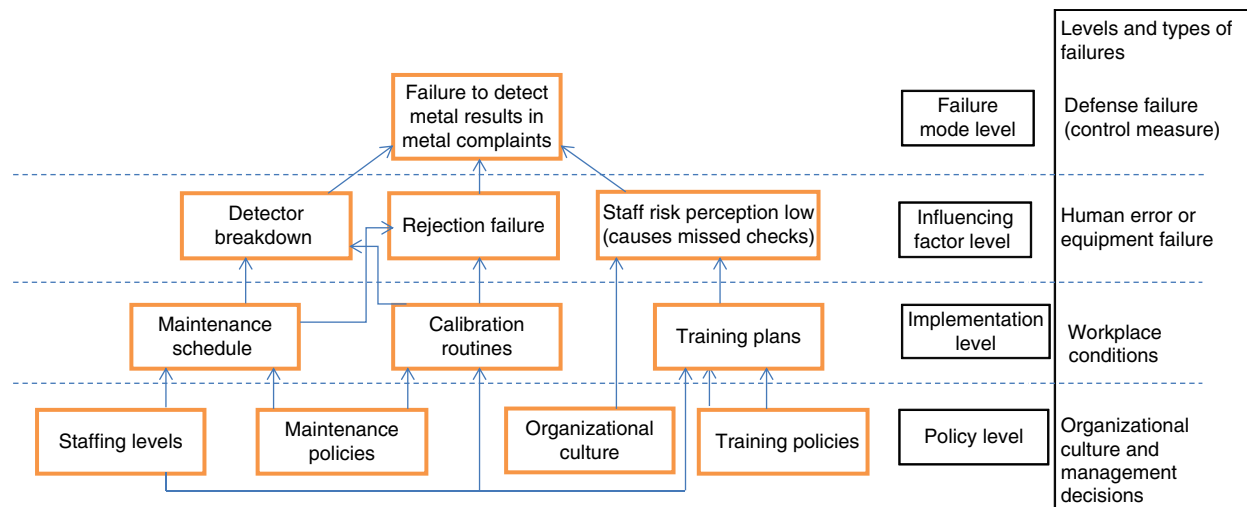 Levels and types of
failures
Failure to detect
metal results in
metal complaints
Failure
mode level
Defense failure
(control measure)
Detector
breakdown
Rejection failure
Staff risk perception low
(causes missed checks)
Influencing
factor level
Human error or
equipment failure
Maintenance
schedule
Calibration
routines
Training plans
Implementation
level
Workplace
conditions
Staffing levels
Maintenance
policies
Organizational
culture
Training policies
Policy level
Organizational
culture and
management
decisions